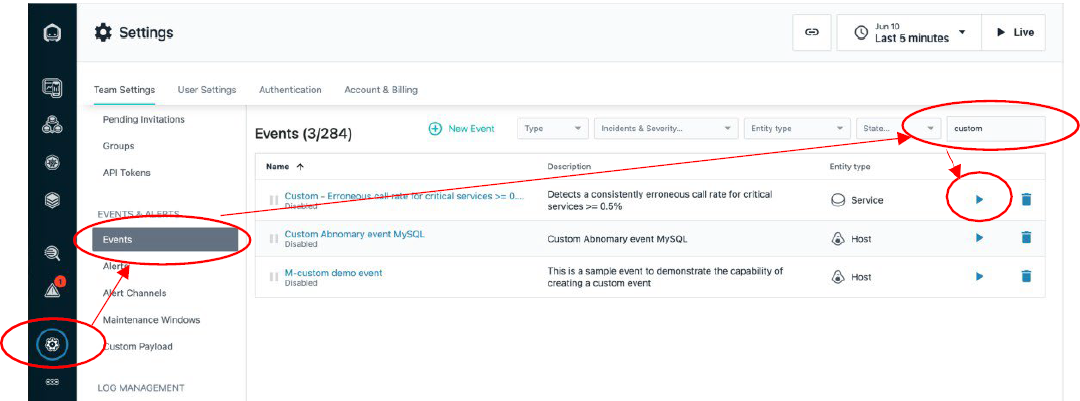 Settings
Jun 10
Last 5 minutes
Live
Team Settings
User Settings
Authentication
Account & Billing
Pending Invitations
Groups
API Tokens
EVENTS & ALERTS
Events
Alerts
Alert Channels
Maintenance Windows
Custom Payload
LOG MANAGEMENT
1
Events (3/284)
New Event
Type
Incidents & Severity...
Entity type
State...
custom
Name
Description
Entity type
Custom - Erroneous call rate for critical services >= 0....
Disabled
Detects a consistently erroneous call rate for critical
services >= 0.5%
Service
Custom Abnomary event MySQL
Disabled
Custom Abnomary event MySQL
Host
M-custom demo event
Disabled
This is a sample event to demonstrate the capability of
creating a custom event
Host